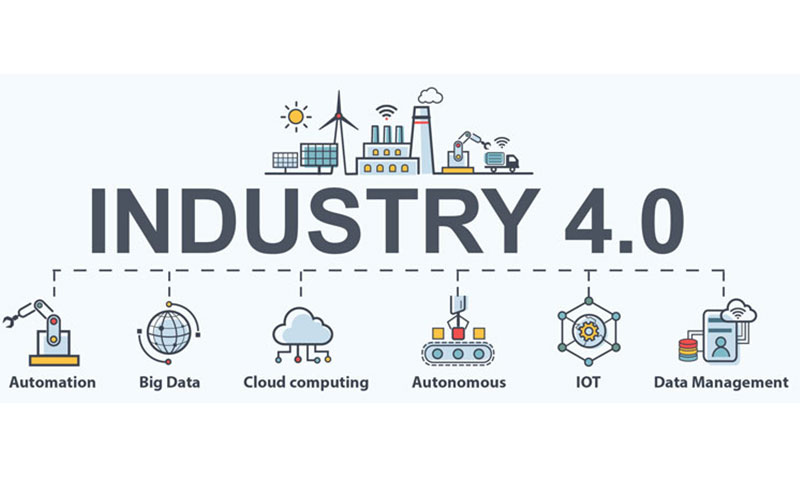 INDUSTRY 4.0
Automation
Big Data
Cloud computing
Autonomous
IOT
Data Management